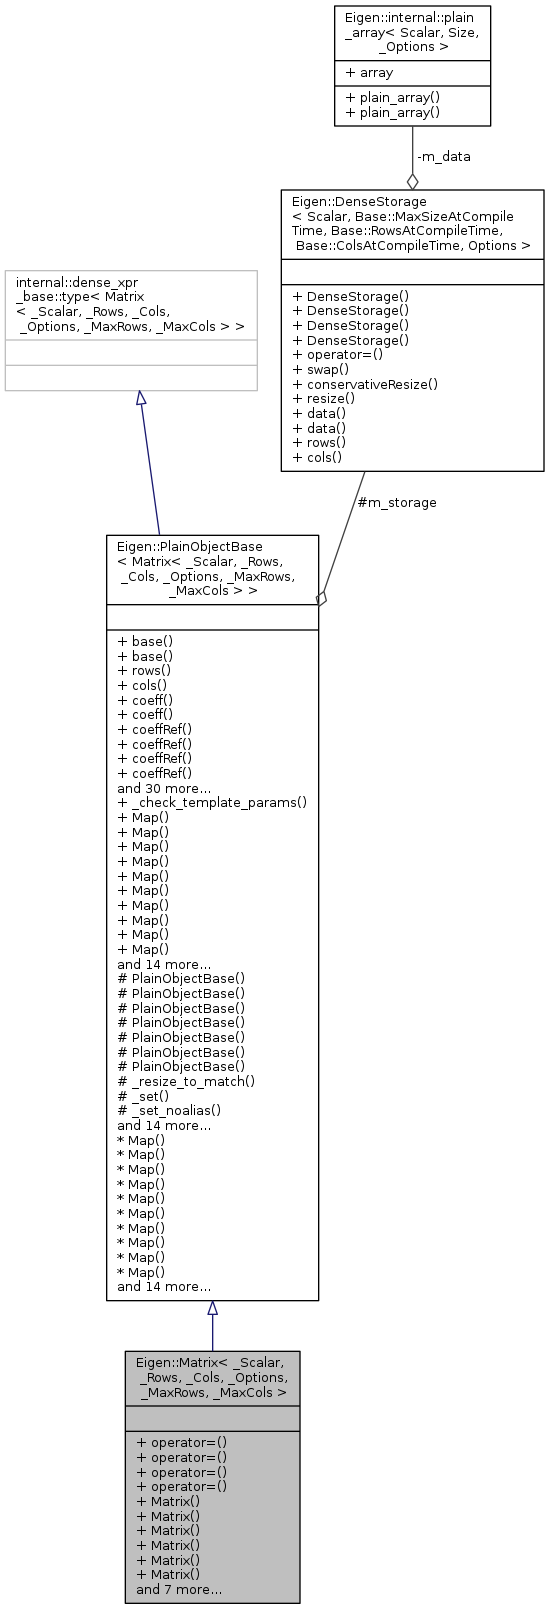 Eigen::internal::plain
_array< Scalar, Size,
_Options >
+ array
+ plain_array()
+ plain_array()
-m_data
Eigen::DenseStorage
< Scalar, Base::MaxSizeAtCompile
Time, Base::RowsAtCompileTime,
Base::ColsAtCompileTime, Options >
+ DenseStorage()
+ DenseStorage()
+ DenseStorage()
+ DenseStorage()
+ operator=()
+ swap()
+ conservativeResize()
+ resize()
+ data()
+ data()
+ rows()
+ cols()
internal::dense_xpr
_base::type< Matrix
< _Scalar, _Rows, _Cols,
_Options, _MaxRows, _MaxCols > >
#m_storage
Eigen::PlainObjectBase
< Matrix< _Scalar, _Rows,
_Cols, _Options, _MaxRows,
_MaxCols > >
+ base()
+ base()
+ rows()
+ cols()
+ coeff()
+ coeff()
+ coeffRef()
+ coeffRef()
+ coeffRef()
+ coeffRef()
and 30 more...
+ _check_template_params()
+ Map()
+ Map()
+ Map()
+ Map()
+ Map()
+ Map()
+ Map()
+ Map()
+ Map()
+ Map()
and 14 more...
# PlainObjectBase()
# PlainObjectBase()
# PlainObjectBase()
# PlainObjectBase()
# PlainObjectBase()
# PlainObjectBase()
# PlainObjectBase()
# _resize_to_match()
# _set()
# _set_noalias()
and 14 more...
* Map()
* Map()
* Map()
* Map()
* Map()
* Map()
* Map()
* Map()
* Map()
* Map()
and 14 more...
Eigen::Matrix< _Scalar,
_Rows, _Cols, _Options,
_MaxRows, _MaxCols >
+ operator=()
+ operator=()
+ operator=()
+ operator=()
+ Matrix()
+ Matrix()
+ Matrix()
+ Matrix()
+ Matrix()
+ Matrix()
and 7 more...